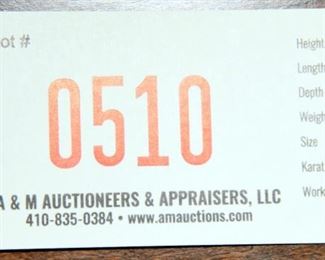 ot #
0510
A & M AUCTIONEERS & APPRAISERS, LLC
410-835-0384 • www.amauctions.com
Height
Length
Depth
Weigh
Size
Karat
Work